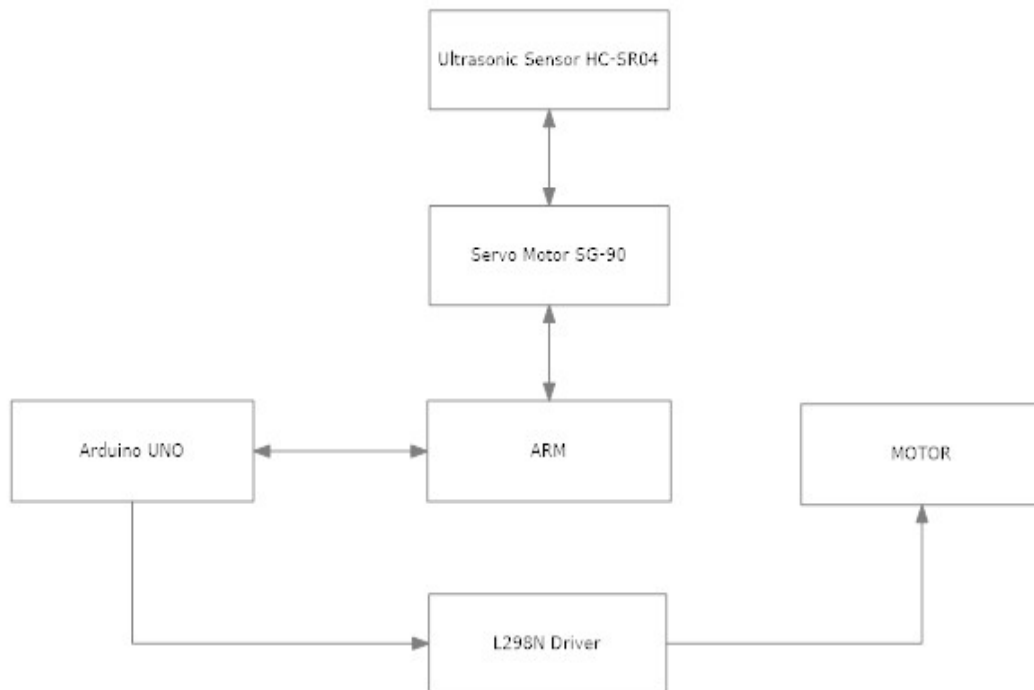 Ultrasonic Sensor HC-SR04
Servo Motor SG-90
Arduino UNO
ARM
MOTOR
L298N Driver